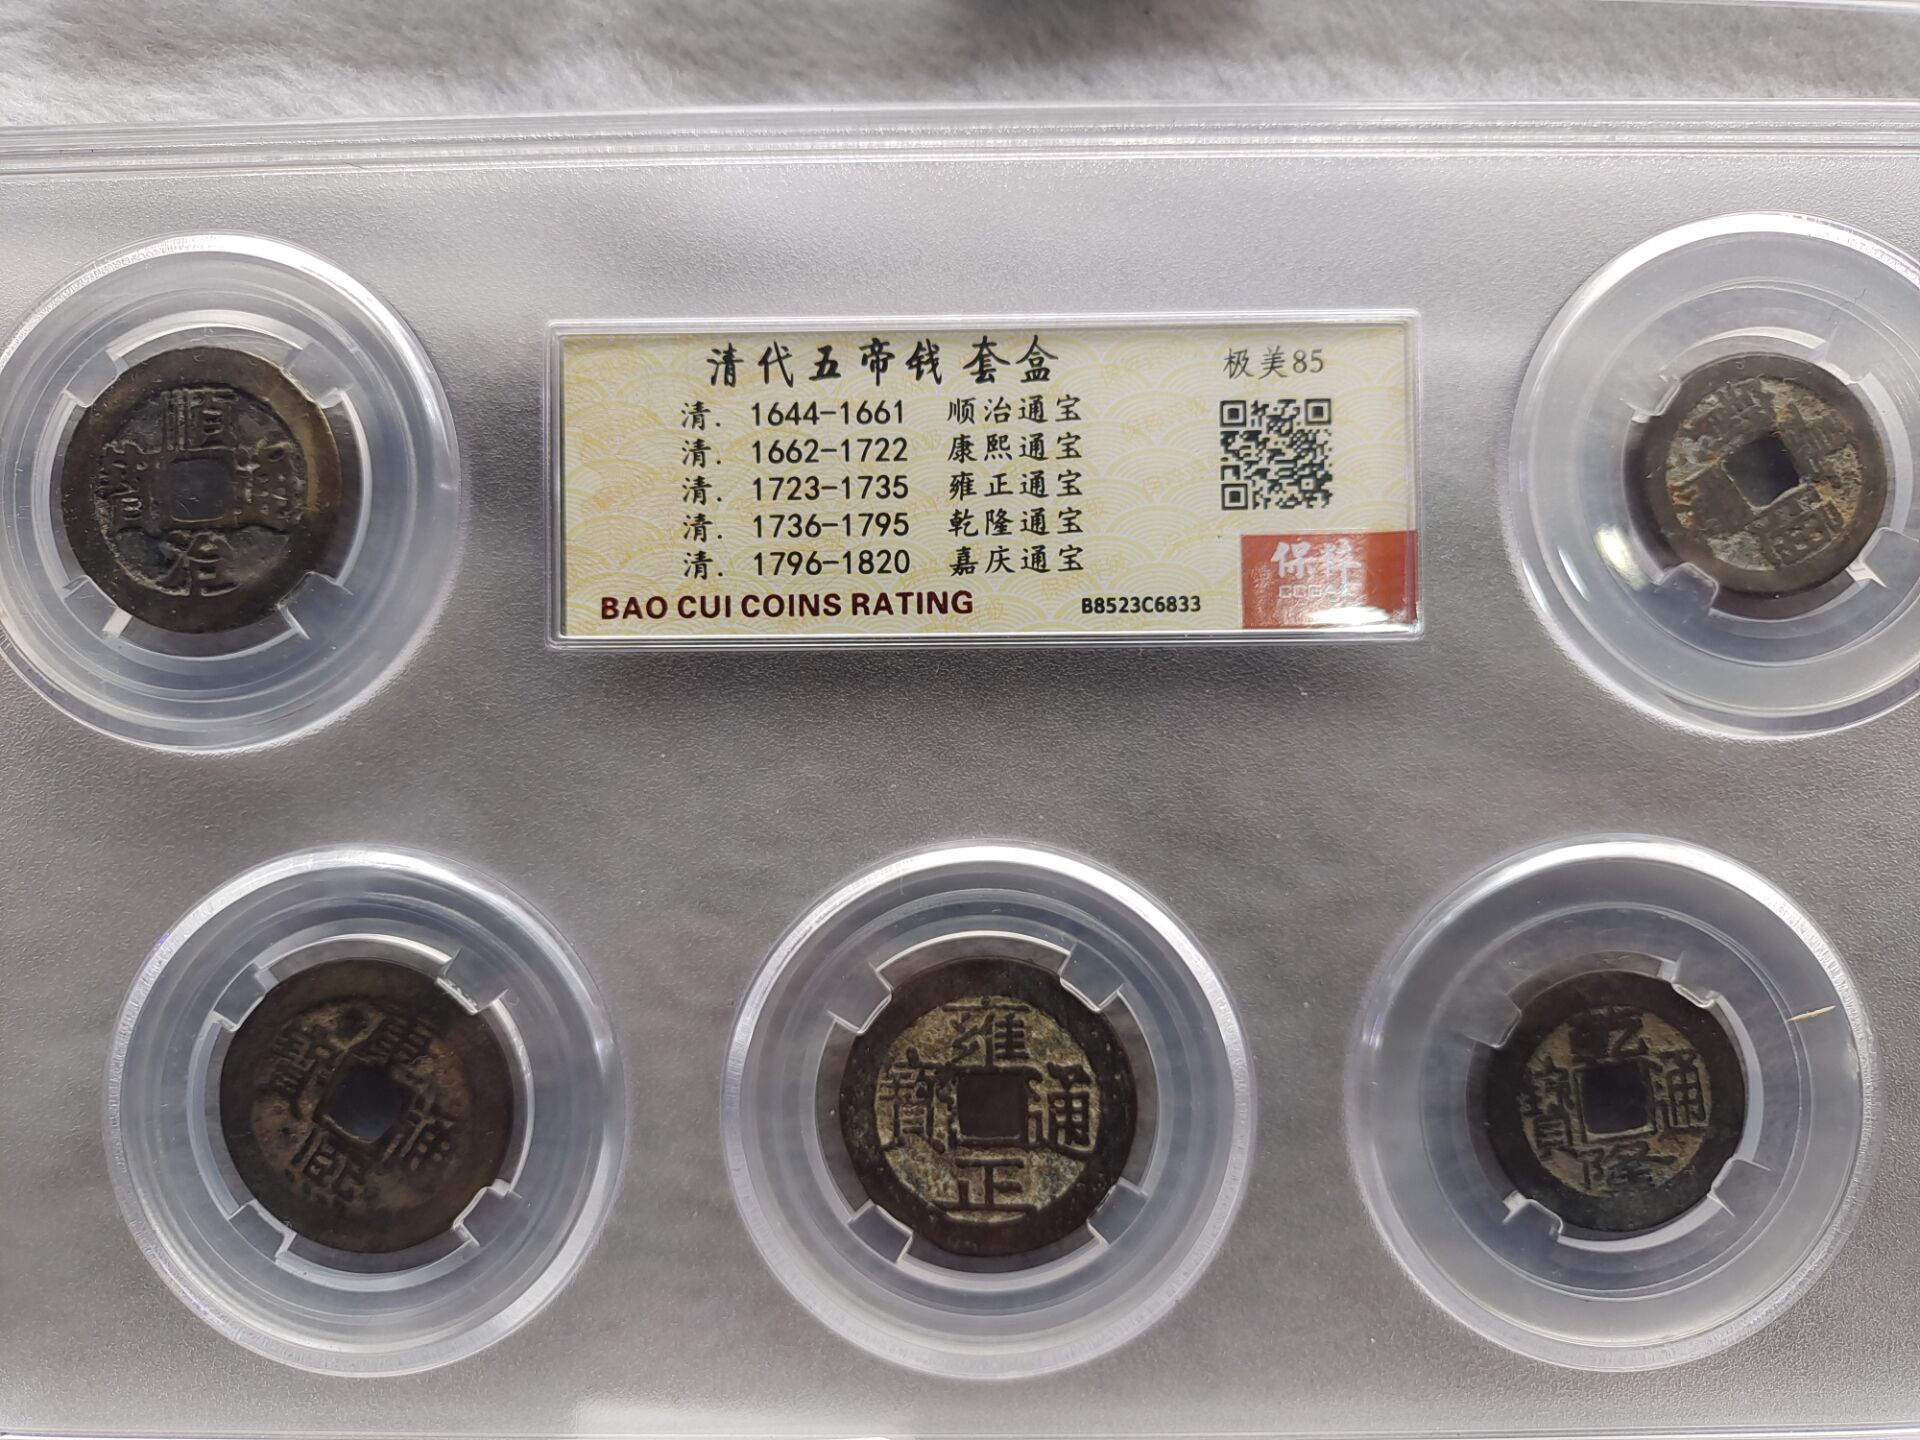 清代五帝钱套盒
极美85
清. 1644-1661 顺治通宝
清. 1662-1722 康熙通宝
清. 1723-1735 雍正通宝
清. 1736-1795 乾隆通宝
清. 1796-1820 嘉庆通宝
BAO CUI COINS RATING
B8523C6833
保粹
順治通寶
康熙
雍正通寶
乾隆通寶